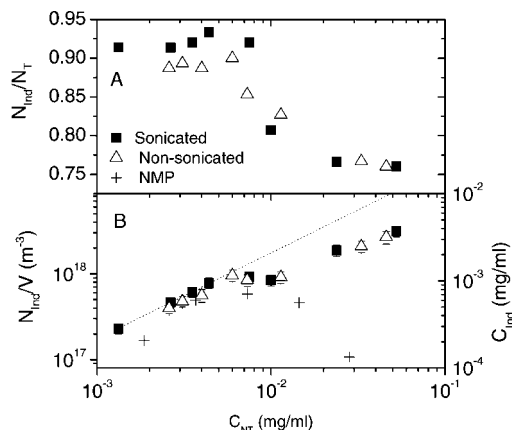 0.95
0.90
0.85
0.80
0.75
N_Ind/N_T
A
■ Sonicated
△ Non-sonicated
+ NMP
B
10^18
10^17
N_Ind/V (m^-3)
10^-2
10^-3
10^-4
C_Ind (mg/ml)
10^-3
10^-2
10^-1
C_NT (mg/ml)